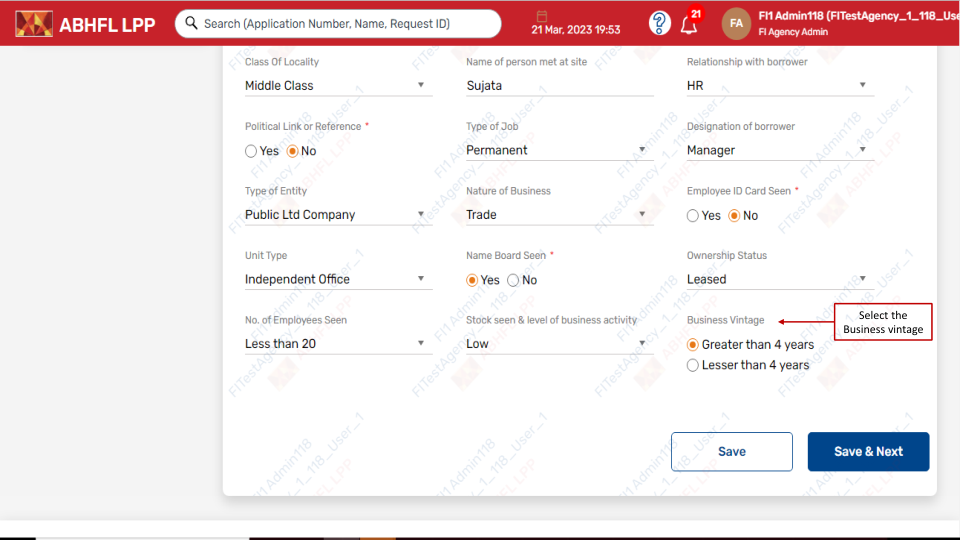 ABHFL LPP
Search (Application Number, Name, Request ID)
21 Mar, 2023 19:53
21
FA
FI1 Admin118 (FITestAgency_1_118_Use
FI Agency Admin
Class Of Locality
Name of person met at site
Relationship with borrower
Middle Class
Sujata
HR
Political Link or Reference *
Type of Job
Designation of borrower
Yes No
Permanent
Manager
Type of Entity
Nature of Business
Employee ID Card Seen *
Public Ltd Company
Trade
Yes No
Unit Type
Name Board Seen *
Ownership Status
Independent Office
Yes No
Leased
No. of Employees Seen
Stock seen & level of business activity
Business Vintage
Select the
Business vintage
Less than 20
Low
Greater than 4 years
Lesser than 4 years
Save
Save & Next